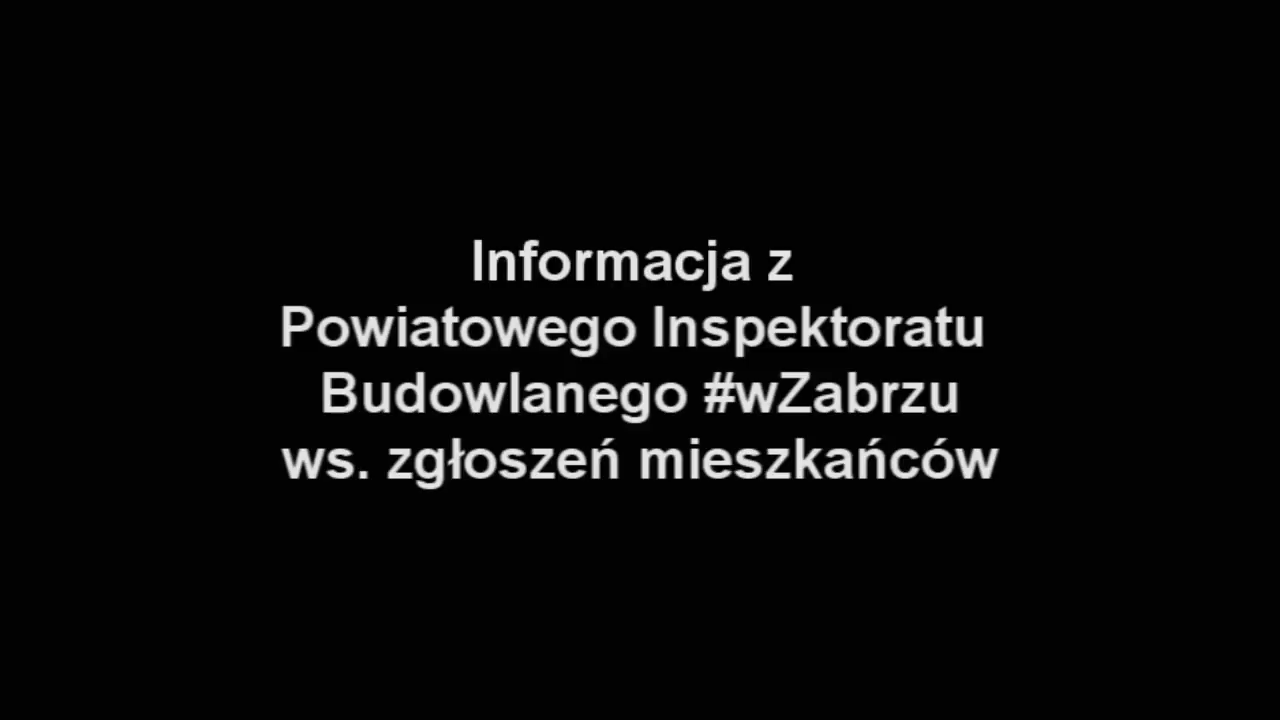 Informacja z
Powiatowego Inspektoratu
Budowlanego #wZabrzu
ws. zgłoszeń mieszkańców